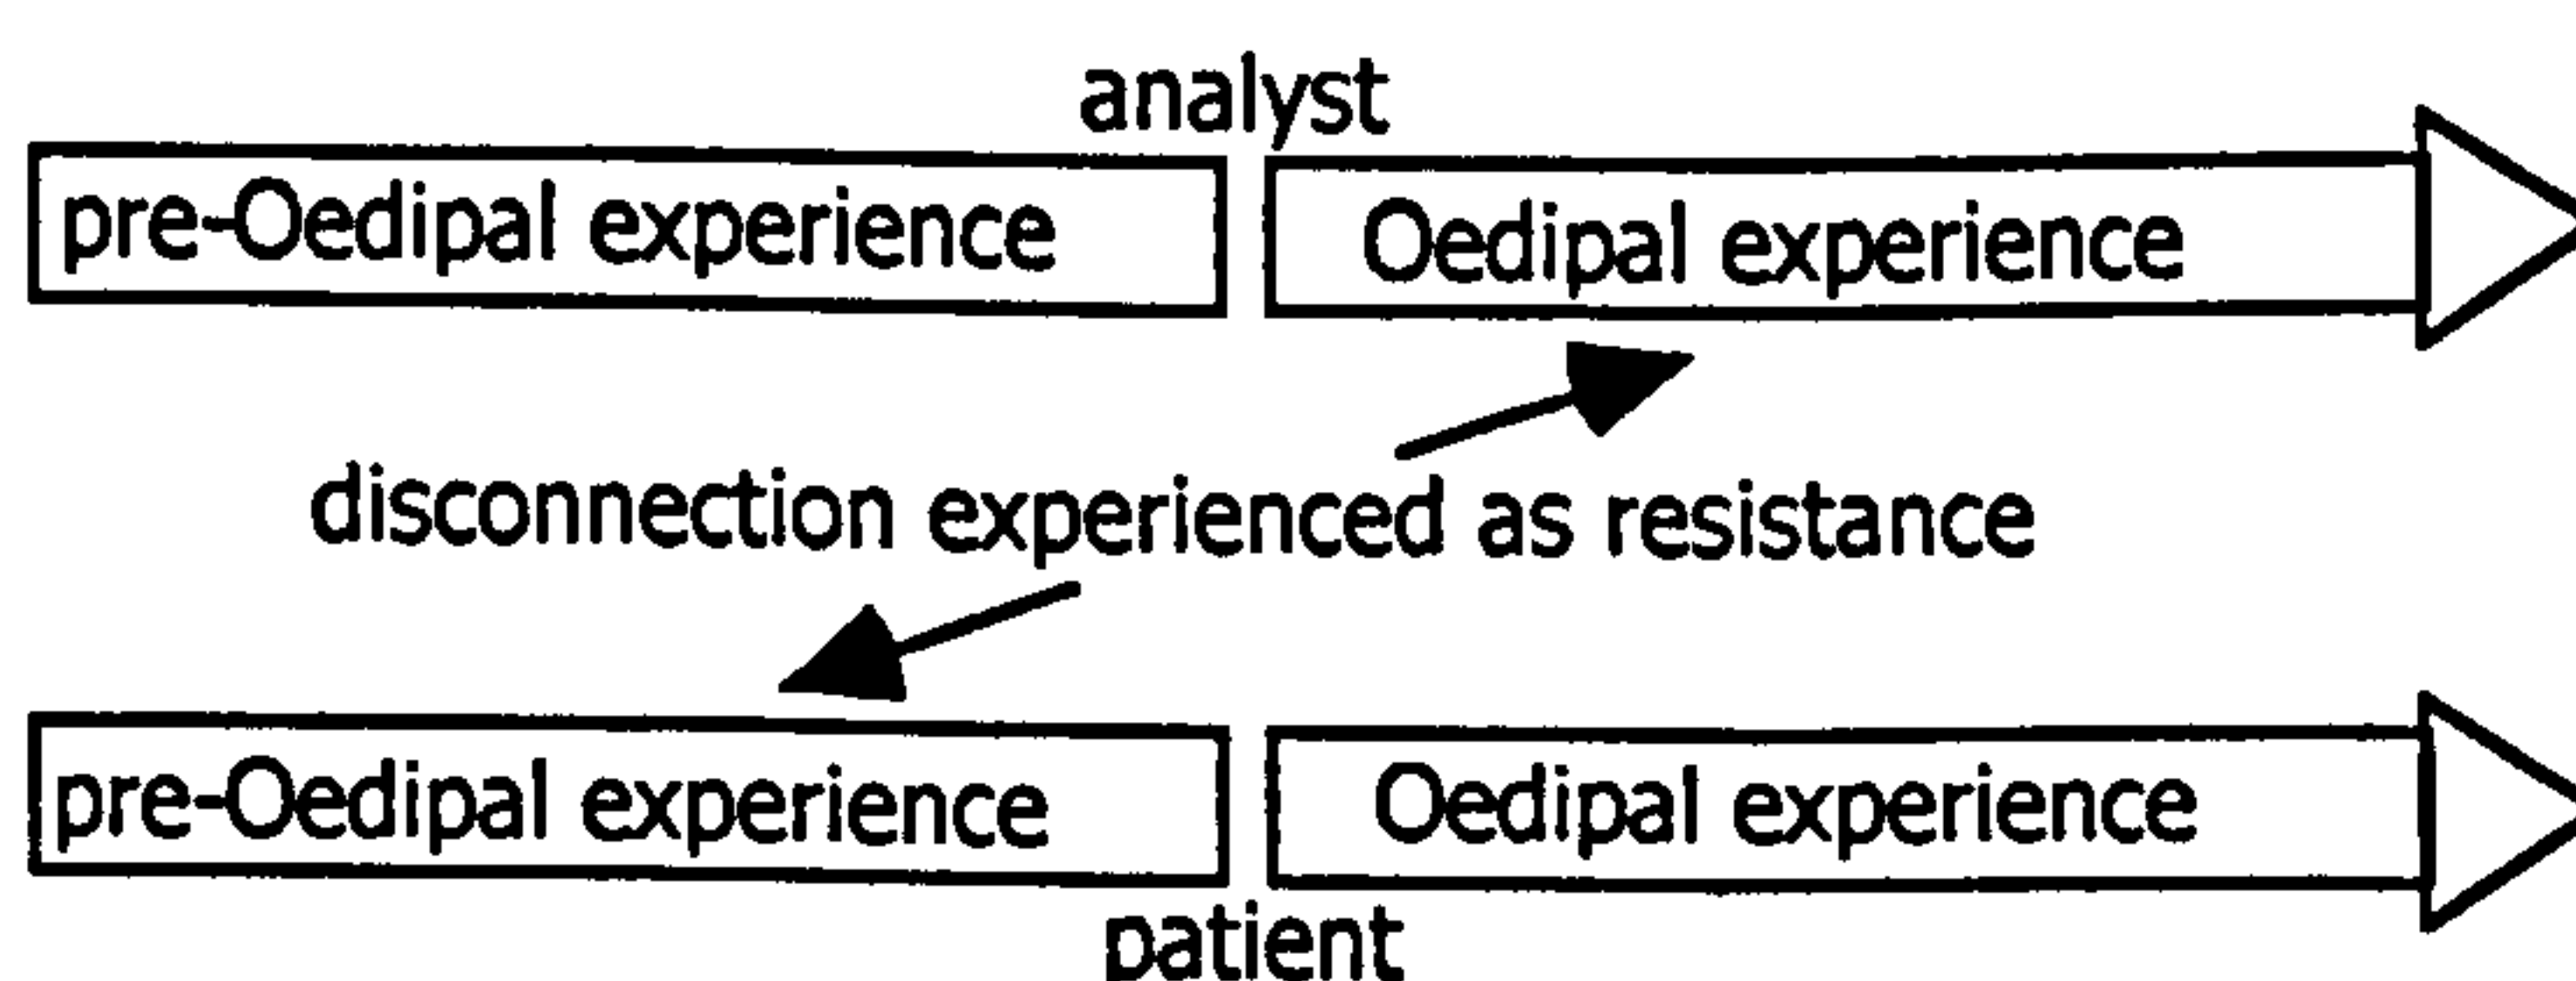 analyst
pre-Oedipal experience
Oedipal experience
disconnection experienced as resistance
pre-Oedipal experience
Oedipal experience
patient